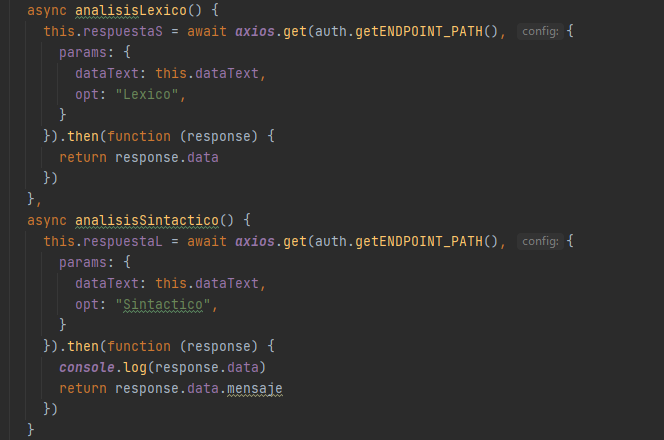 async analisisLexico() {
this.respuestaS = await axios.get(auth.getENDPOINT_PATH(), config: {
params: {
dataText: this.dataText,
opt: "Lexico",
}
}).then(function (response) {
return response.data
})
},
async analisisSintactico() {
this.respuestaL = await axios.get(auth.getENDPOINT_PATH(), config: {
params: {
dataText: this.dataText,
opt: "Sintactico",
}
}).then(function (response) {
console.log(response.data)
return response.data.mensaje
})
}